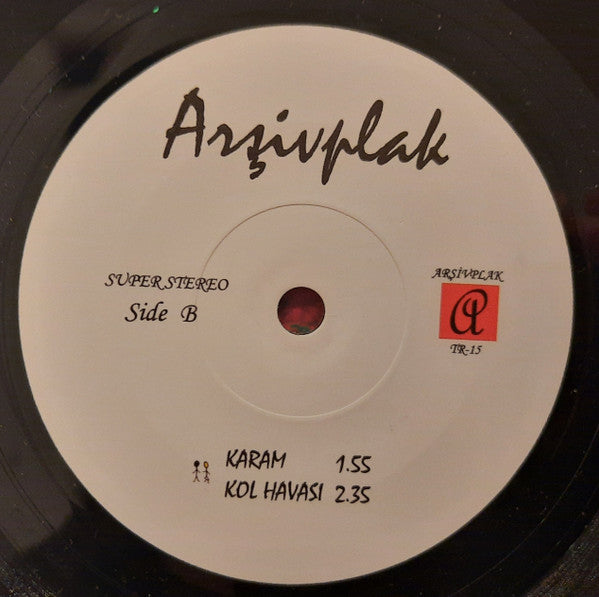 Arşivplak
SUPER STEREO
Side B
ARŞİVPLAK
TR-15
KARAM 1.55
KOL HAVASI 2.35